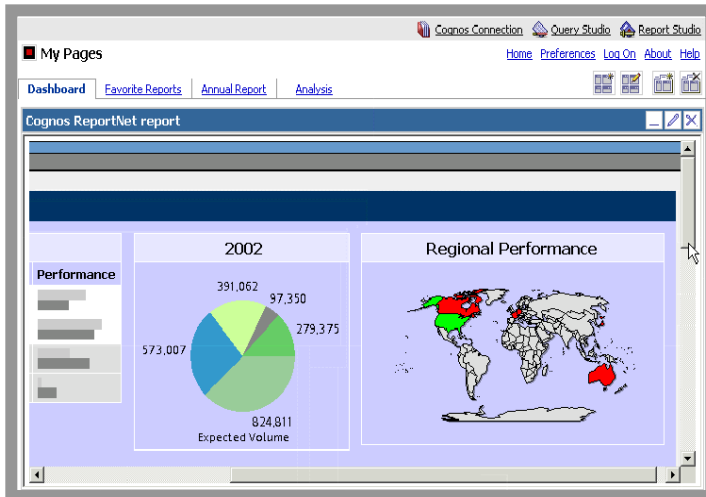 Cognos Connection Query Studio Report Studio
My Pages
Home Preferences Log On About Help
Dashboard Favorite Reports Annual Report Analysis
Cognos ReportNet report
2002
Regional Performance
Performance
391,062
97,350
279,375
573,007
824,811
Expected Volume